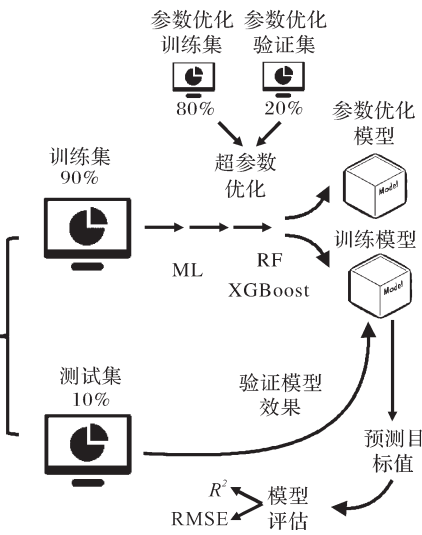 参数优化
训练集
80%
参数优化
验证集
20%
超参数
优化
参数优化
模型
Model
训练集
90%
ML
RF
XGBoost
训练模型
Model
测试集
10%
验证模型
效果
预测目
标值
模型
评估
R²
RMSE